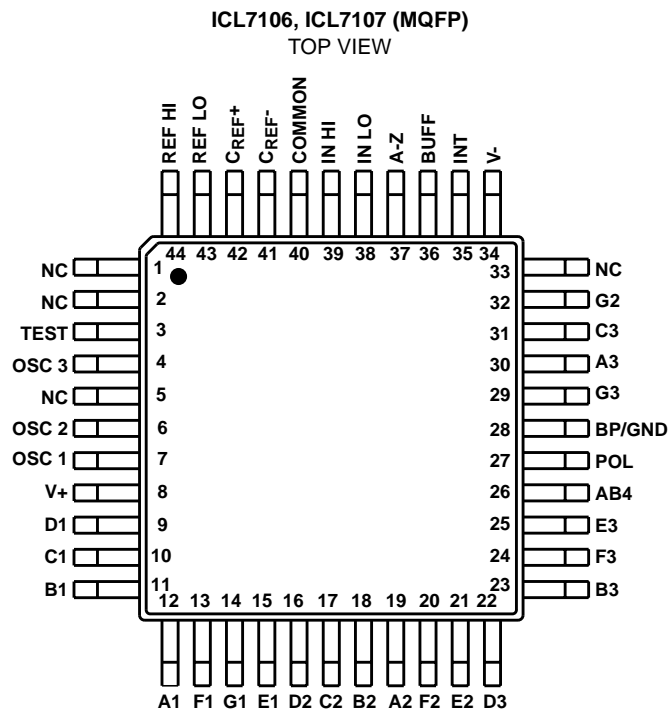 ICL7106, ICL7107 (MQFP)
TOP VIEW
REF HI
REF LO
CREF+
CREF-
COMMON
IN HI
IN LO
A-Z
BUFF
INT
V-
44 43 42 41 40 39 38 37 36 35 34
NC 1 33 NC
NC 2 32 G2
TEST 3 31 C3
OSC 3 4 30 A3
NC 5 29 G3
OSC 2 6 28 BP/GND
OSC 1 7 27 POL
V+ 8 26 AB4
D1 9 25 E3
C1 10 24 F3
B1 11 23 B3
12 13 14 15 16 17 18 19 20 21 22
A1 F1 G1 E1 D2 C2 B2 A2 F2 E2 D3